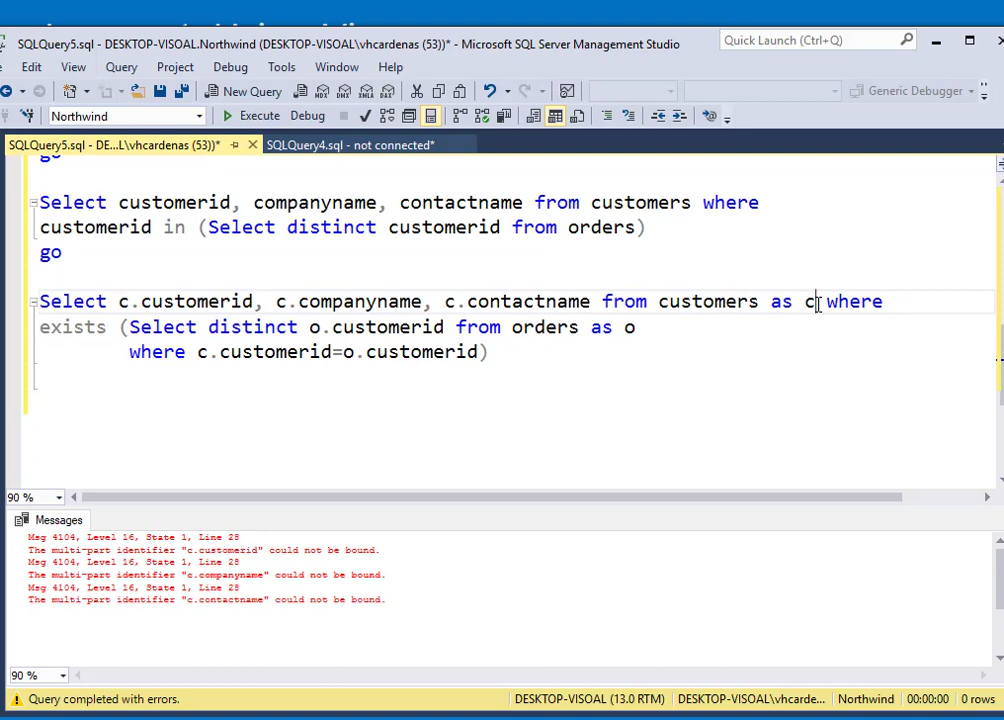 SQLQuery5.sql - DESKTOP-VISOAL.Northwind (DESKTOP-VISOAL\vhcardenas (53))* - Microsoft SQL Server Management Studio
Quick Launch (Ctrl+Q)
Edit View Query Project Debug Tools Window Help
New Query
Generic Debugger
Northwind
Execute Debug
SQLQuery5.sql - DE...L\vhcardenas (53))*
SQLQuery4.sql - not connected*
go
Select customerid, companyname, contactname from customers where
customerid in (Select distinct customerid from orders)
go
Select c.customerid, c.companyname, c.contactname from customers as c where
exists (Select distinct o.customerid from orders as o
where c.customerid=o.customerid)
90 %
Messages
Msg 4104, Level 16, State 1, Line 28
The multi-part identifier "c.customerid" could not be bound.
Msg 4104, Level 16, State 1, Line 28
The multi-part identifier "c.companyname" could not be bound.
Msg 4104, Level 16, State 1, Line 28
The multi-part identifier "c.contactname" could not be bound.
90 %
Query completed with errors.
DESKTOP-VISOAL (13.0 RTM)
DESKTOP-VISOAL\vhcarde...
Northwind
00:00:00
0 rows